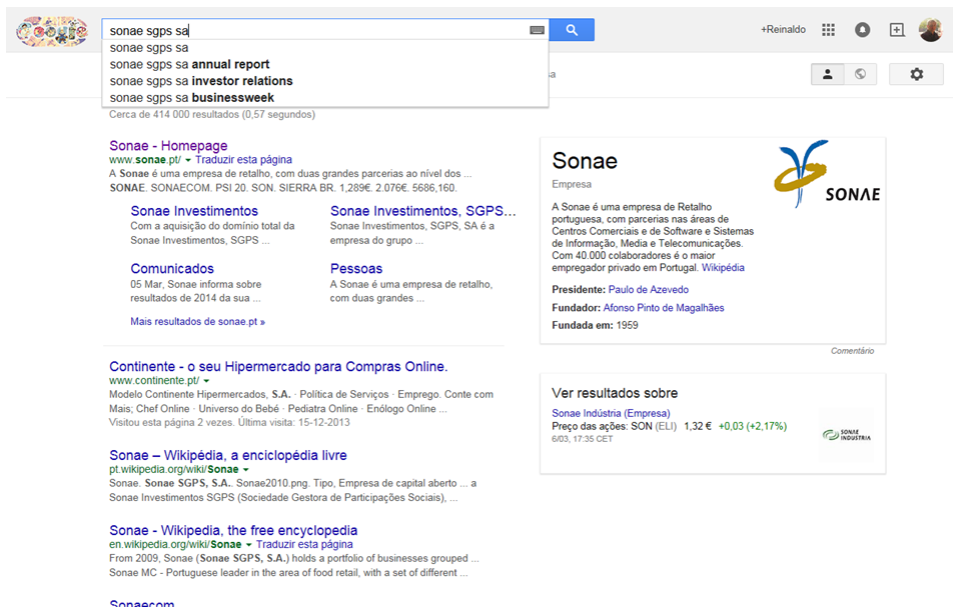 sonae sgps sa
+Reinaldo
sonae sgps sa
sonae sgps sa annual report
sonae sgps sa investor relations
sonae sgps sa businessweek
Cerca de 414 000 resultados (0,57 segundos)
Sonae - Homepage
www.sonae.pt/ Traduzir esta página
A Sonae é uma empresa de retalho, com duas grandes parcerias ao nível dos ...
SONAE. SONAECOM. PSI 20. SON. SIERRA BR. 1,289€. 2.076€. 5686,160.
Sonae Investimentos
Com a aquisição do domínio total da
Sonae Investimentos, SGPS ...
Sonae Investimentos, SGPS...
Sonae Investimentos, SGPS, SA é a
empresa do grupo ...
Comunicados
05 Mar, Sonae informa sobre
resultados de 2014 da sua ...
Pessoas
A Sonae é uma empresa de retalho,
com duas grandes ...
Mais resultados de sonae.pt »
Continente - o seu Hipermercado para Compras Online.
www.continente.pt/
Modelo Continente Hipermercados, S.A. · Política de Serviços · Emprego. Conte com
Mais; Chef Online · Universo do Bebé · Pediatra Online · Enólogo Online ...
Visitou esta página 2 vezes. Última visita: 15-12-2013
Sonae – Wikipédia, a enciclopédia livre
pt.wikipedia.org/wiki/Sonae
Sonae. Sonae SGPS, S.A.. Sonae2010.png. Tipo, Empresa de capital aberto ... a
Sonae Investimentos SGPS (Sociedade Gestora de Participações Sociais), ...
Sonae - Wikipedia, the free encyclopedia
en.wikipedia.org/wiki/Sonae Traduzir esta página
From 2009, Sonae (Sonae SGPS, S.A.) holds a portfolio of businesses grouped ...
Sonae MC - Portuguese leader in the area of food retail, with a set of different ...
Sonaecom
Sonae
Empresa
SONAE
A Sonae é uma empresa de Retalho
portuguesa, com parcerias nas áreas de
Centros Comerciais e de Software e Sistemas
de Informação, Media e Telecomunicações.
Com 40.000 colaboradores é o maior
empregador privado em Portugal. Wikipédia
Presidente: Paulo de Azevedo
Fundador: Afonso Pinto de Magalhães
Fundada em: 1959
Comentário
Ver resultados sobre
Sonae Indústria (Empresa)
Preço das ações: SON (ELI) 1,32 € +0,03 (+2,17%)
6/03, 17:35 CET
SONAE
INDUSTRIA